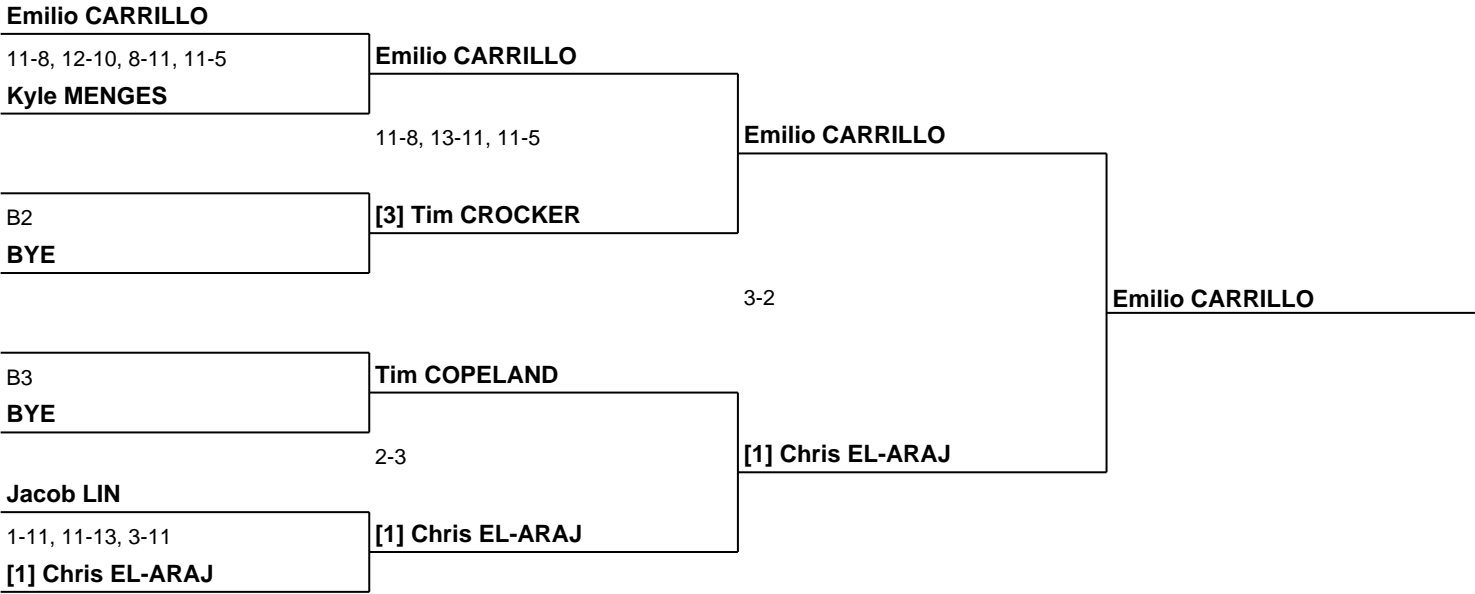 Emilio CARRILLO
11-8, 12-10, 8-11, 11-5
Emilio CARRILLO
Kyle MENGES
11-8, 13-11, 11-5
Emilio CARRILLO
B2
[3] Tim CROCKER
BYE
3-2
Emilio CARRILLO
B3
Tim COPELAND
BYE
2-3
[1] Chris EL-ARAJ
Jacob LIN
1-11, 11-13, 3-11
[1] Chris EL-ARAJ
[1] Chris EL-ARAJ